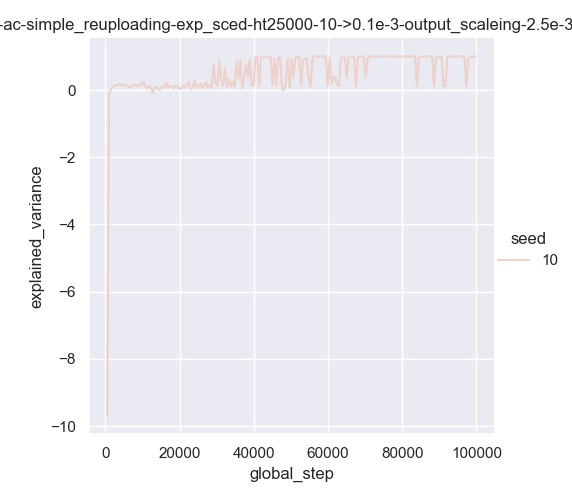 -ac-simple_reuploading-exp_sced-ht25000-10->0.1e-3-output_scaleing-2.5e-3
0
−2
−4
−6
−8
−10
explained_variance
0 20000 40000 60000 80000 100000
global_step
seed
10